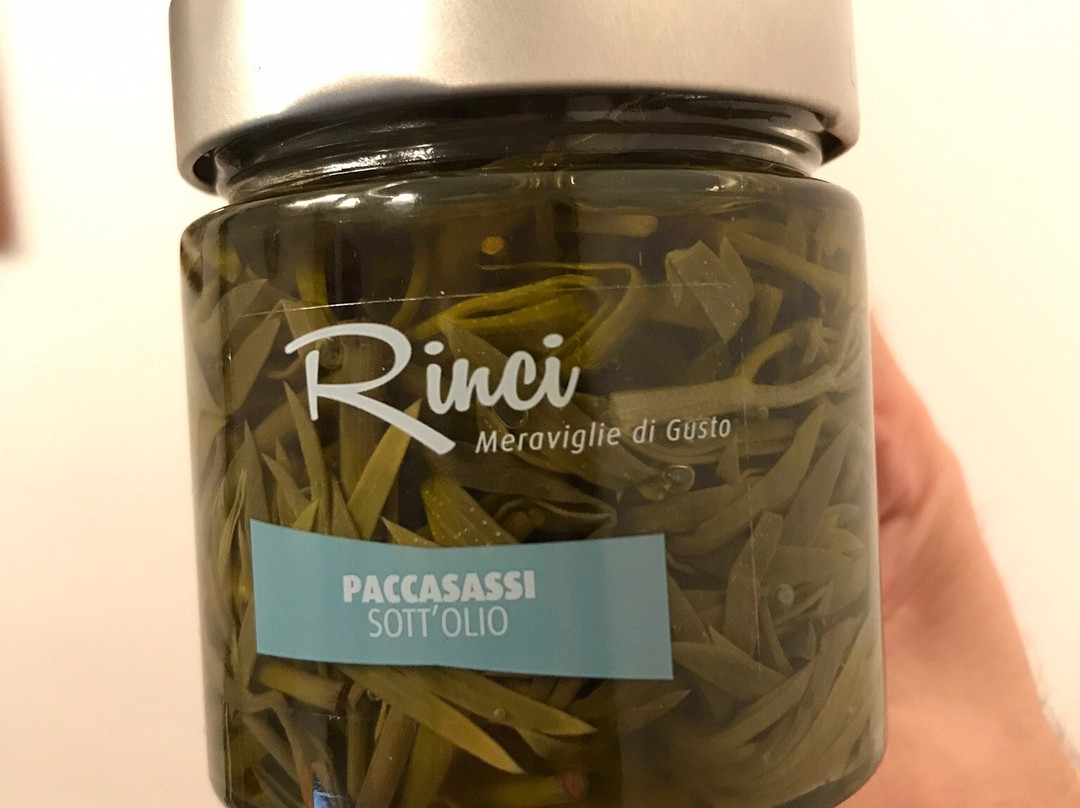 Rinci
Meraviglie di Gusto
PACCASASSI
SOTT'OLIO